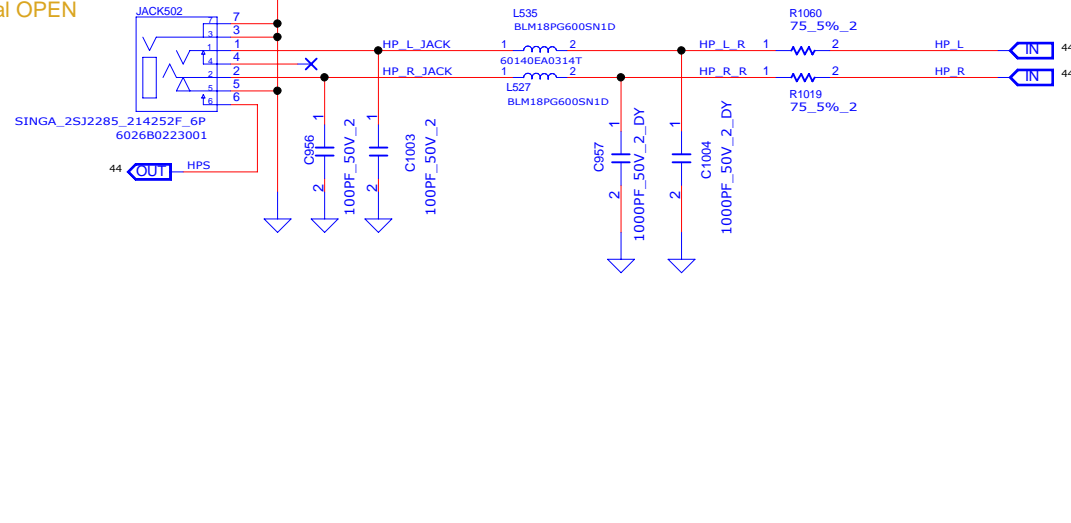 al OPEN
JACK502
7
3
1
4
2
5
6
7
3
1
4
2
5
6
SINGA_2SJ2285_214252F_6P
6026B0223001
44 OUT HPS
HP_L_JACK
HP_R_JACK
L535
BLM18PG600SN1D
1 2
60140EA0314T
1 2
L527
BLM18PG600SN1D
HP_L_R 1 2 HP_L IN 44
HP_R_R 1 2 HP_R IN 44
R1060
75_5%_2
R1019
75_5%_2
C956
1
2
100PF_50V_2
C1003
1
2
100PF_50V_2
C957
1
2
1000PF_50V_2_DY
C1004
1
2
1000PF_50V_2_DY